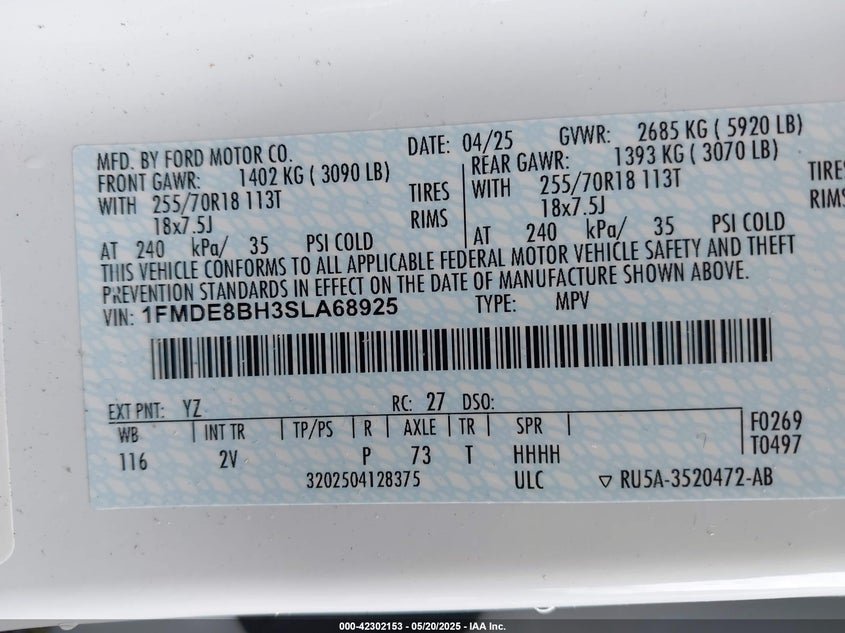 MFD. BY FORD MOTOR CO. DATE: 04/25 GVWR: 2685 KG ( 5920 LB)
FRONT GAWR: 1402 KG ( 3090 LB) REAR GAWR: 1393 KG ( 3070 LB)
WITH 255/70R18 113T TIRES WITH 255/70R18 113T TIRES
18x7.5J RIMS 18x7.5J RIMS
AT 240 kPa/ 35 PSI COLD AT 240 kPa/ 35 PSI COLD
THIS VEHICLE CONFORMS TO ALL APPLICABLE FEDERAL MOTOR VEHICLE SAFETY AND THEFT
PREVENTION STANDARDS IN EFFECT ON THE DATE OF MANUFACTURE SHOWN ABOVE.
VIN: 1FMDE8BH3SLA68925 TYPE: MPV
EXT PNT: YZ RC: 27 DSO:
WB | INT TR | TP/PS | R | AXLE | TR | SPR | F0269
116 2V P 73 T HHHH T0497
3202504128375 ULC ▽ RU5A-3520472-AB
000-42302153 — 05/20/2025 — IAA Inc.